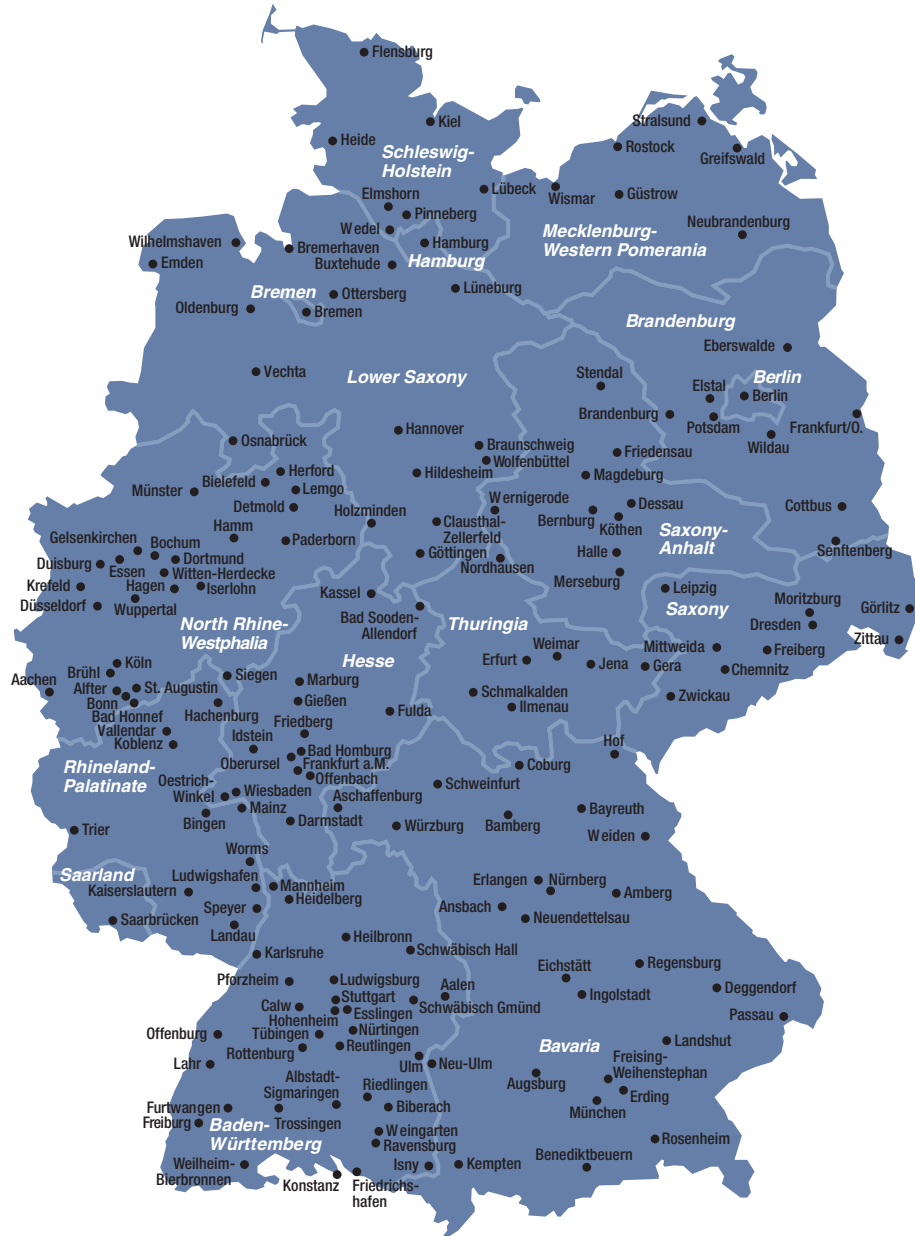 Flensburg
Kiel
Stralsund
Heide
Rostock
Greifswald
Schleswig-
Holstein
Lübeck
Wismar
Güstrow
Elmshorn
Pinneberg
Neubrandenburg
Wedel
Mecklenburg-
Western Pomerania
Wilhelmshaven
Bremerhaven
Hamburg
Emden
Buxtehude
Hamburg
Bremen
Ottersberg
Lüneburg
Oldenburg
Bremen
Brandenburg
Eberswalde
Vechta
Lower Saxony
Stendal
Berlin
Elstal
Berlin
Brandenburg
Potsdam
Frankfurt/O.
Wildau
Osnabrück
Hannover
Braunschweig
Wolfenbüttel
Friedensau
Herford
Bielefeld
Lemgo
Hildesheim
Magdeburg
Münster
Detmold
Holzminden
Wernigerode
Dessau
Bernburg
Köthen
Cottbus
Hamm
Clausthal-
Zellerfeld
Saxony-
Anhalt
Gelsenkirchen
Bochum
Paderborn
Göttingen
Nordhausen
Halle
Senftenberg
Duisburg
Essen
Dortmund
Witten-Herdecke
Merseburg
Krefeld
Hagen
Iserlohn
Kassel
Leipzig
Düsseldorf
Wuppertal
Bad Sooden-
Allendorf
Saxony
Moritzburg
Görlitz
Dresden
North Rhine-
Westphalia
Thuringia
Zittau
Weimar
Mittweida
Freiberg
Köln
Hesse
Erfurt
Jena
Gera
Chemnitz
Brühl
Siegen
Marburg
Aachen
Alfter
St. Augustin
Schmalkalden
Zwickau
Bonn
Gießen
Ilmenau
Bad Honnef
Hachenburg
Fulda
Vallendar
Friedberg
Koblenz
Idstein
Bad Homburg
Hof
Oberursel
Frankfurt a.M.
Coburg
Rhineland-
Palatinate
Offenbach
Schweinfurt
Oestrich-
Winkel
Wiesbaden
Aschaffenburg
Mainz
Bayreuth
Bingen
Darmstadt
Würzburg
Bamberg
Trier
Weiden
Worms
Saarland
Ludwigshafen
Mannheim
Erlangen
Nürnberg
Kaiserslautern
Heidelberg
Amberg
Speyer
Ansbach
Saarbrücken
Landau
Neuendettelsau
Heilbronn
Karlsruhe
Schwäbisch Hall
Eichstätt
Regensburg
Pforzheim
Ludwigsburg
Aalen
Deggendorf
Stuttgart
Ingolstadt
Calw
Esslingen
Schwäbisch Gmünd
Hohenheim
Passau
Offenburg
Tübingen
Nürtingen
Rottenburg
Reutlingen
Landshut
Bavaria
Lahr
Ulm
Neu-Ulm
Freising-
Weihenstephan
Albstadt-
Sigmaringen
Riedlingen
Augsburg
Erding
Furtwangen
Biberach
München
Freiburg
Trossingen
Baden-
Württemberg
Weingarten
Ravensburg
Rosenheim
Weilheim-
Bierbronnen
Isny
Kempten
Benediktbeuern
Konstanz
Friedrichs-
hafen